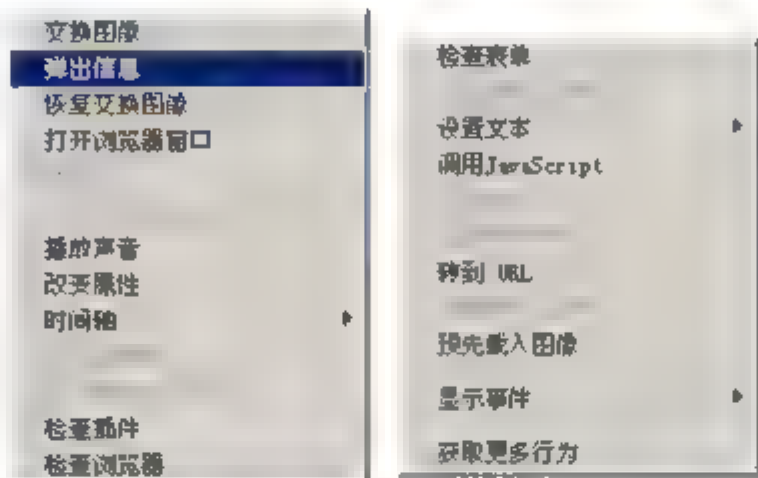 交换图像
弹出信息
恢复交换图像
打开浏览器窗口
播放声音
改变属性
时间轴
检查插件
检查浏览器
检查表单
设置文本
调用JavaScript
转到 URL
预先载入图像
显示事件
获取更多行为